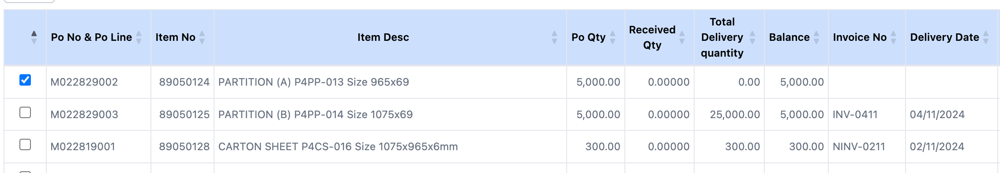 Po No & Po Line Item No Item Desc Po Qty Received Qty Total Delivery quantity Balance Invoice No Delivery Date
M022829002 89050124 PARTITION (A) P4PP-013 Size 965x69 5,000.00 0.00000 0.00 5,000.00
M022829003 89050125 PARTITION (B) P4PP-014 Size 1075x69 5,000.00 0.00000 25,000.00 5,000.00 INV-0411 04/11/2024
M022819001 89050128 CARTON SHEET P4CS-016 Size 1075x965x6mm 300.00 0.00000 300.00 300.00 NINV-0211 02/11/2024